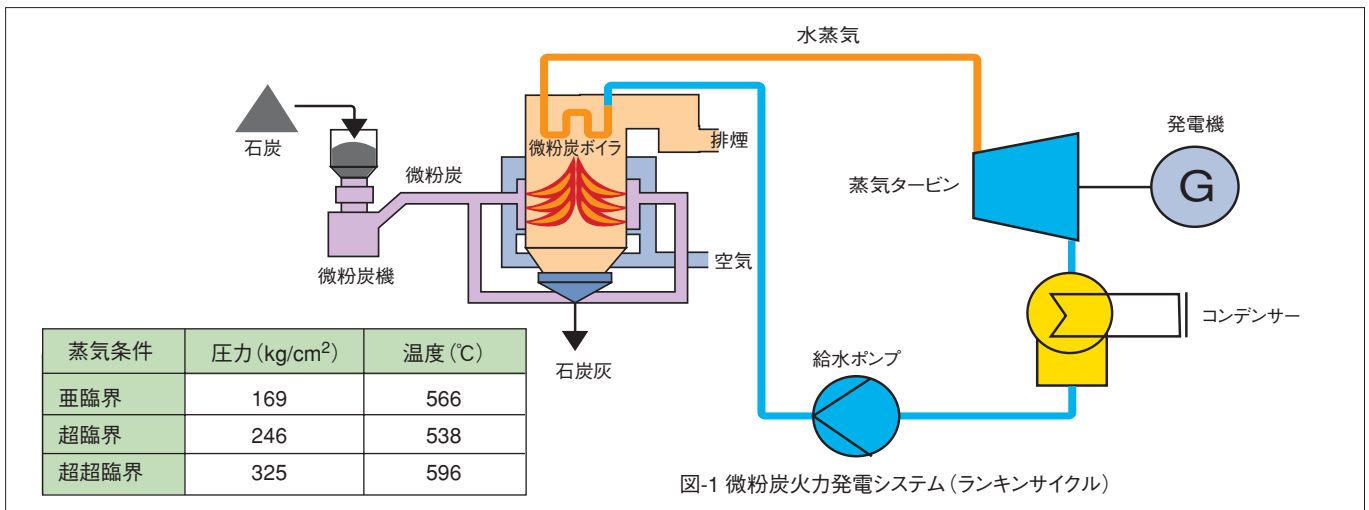 水蒸気
石炭
微粉炭
微粉炭機
微粉炭ボイラ
排煙
空気
石炭灰
蒸気タービン
発電機
G
コンデンサー
給水ポンプ
蒸気条件 圧力(kg/cm²) 温度(℃)
亜臨界 169 566
超臨界 246 538
超超臨界 325 596
図-1 微粉炭火力発電システム(ランキンサイクル)